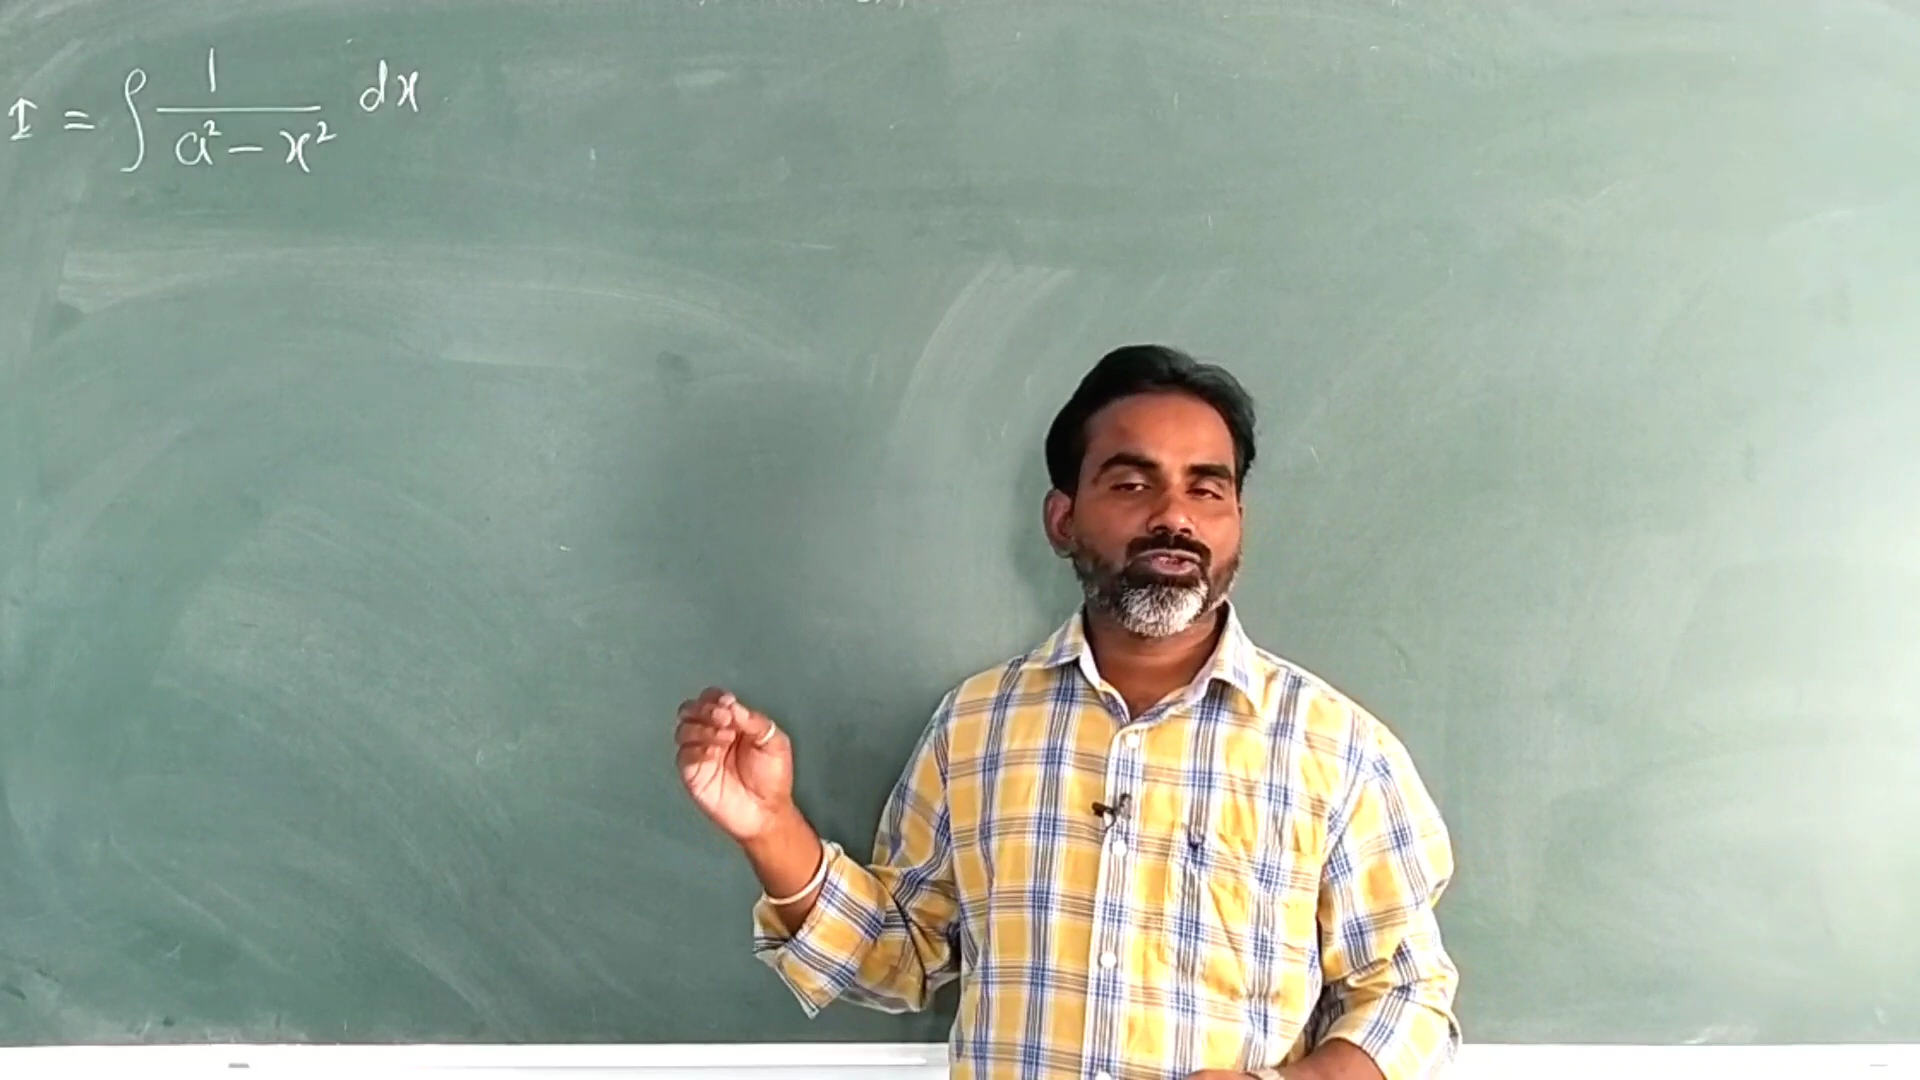 I = ∫ 1/(a² − x²) dx